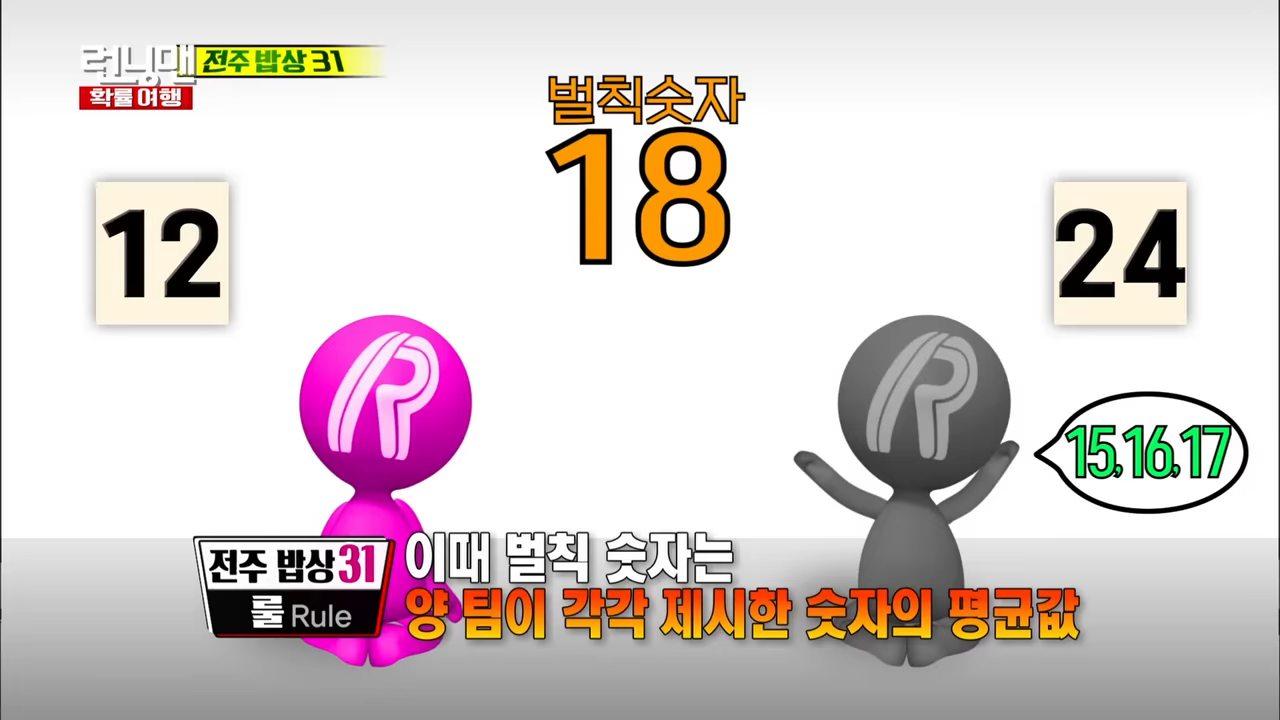 런닝맨
전주 밥상 31
확률여행
벌칙숫자
18
12
24
R
R
15,16,17
전주 밥상 31
룰 Rule
이때 벌칙 숫자는
양 팀이 각각 제시한 숫자의 평균값